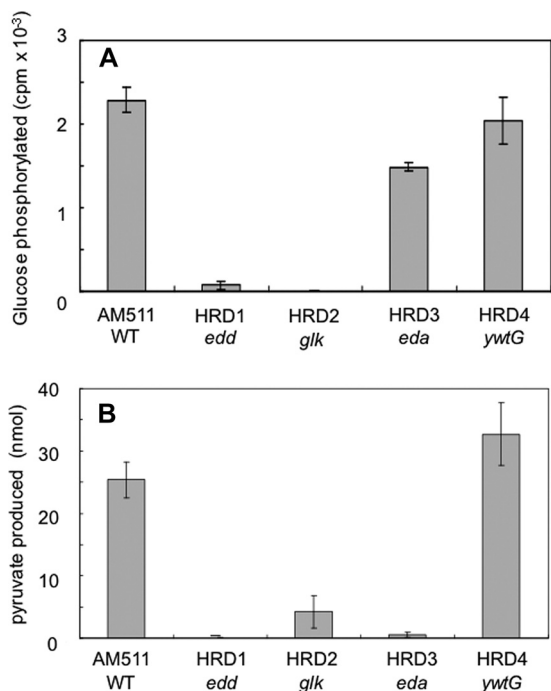 A
Glucose phosphorylated (cpm x10-3)
3
2
1
0
AM511 HRD1 HRD2 HRD3 HRD4
WT edd glk eda ywtG
B
pyruvate produced (nmol)
40
30
20
10
0
AM511 HRD1 HRD2 HRD3 HRD4
WT edd glk eda ywtG